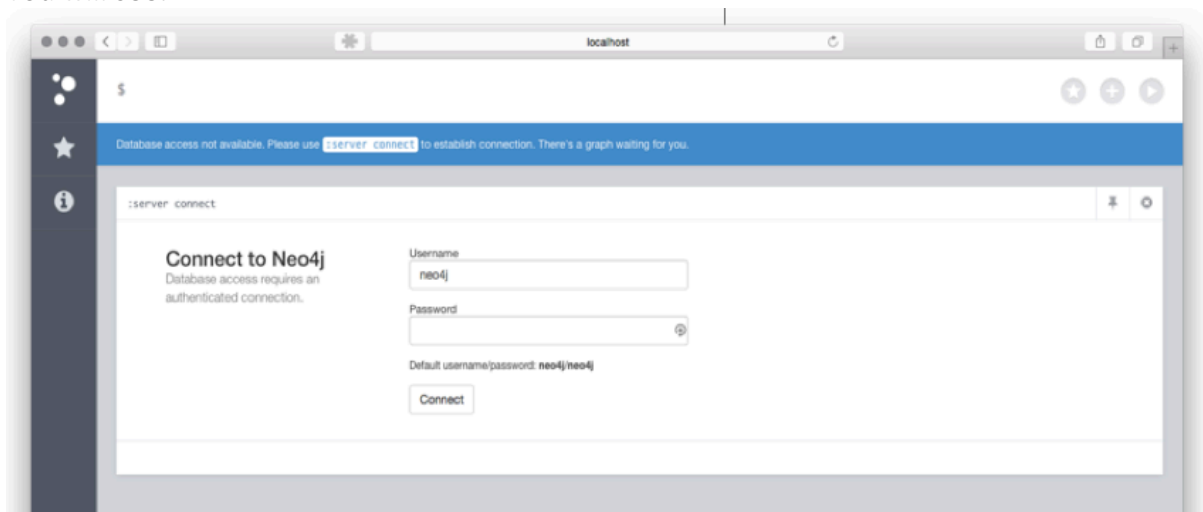 localhost
$
Database access not available. Please use :server connect to establish connection. There's a graph waiting for you.
:server connect
Connect to Neo4j
Database access requires an
authenticated connection.
Username
neo4j
Password
Default username/password: neo4j/neo4j
Connect